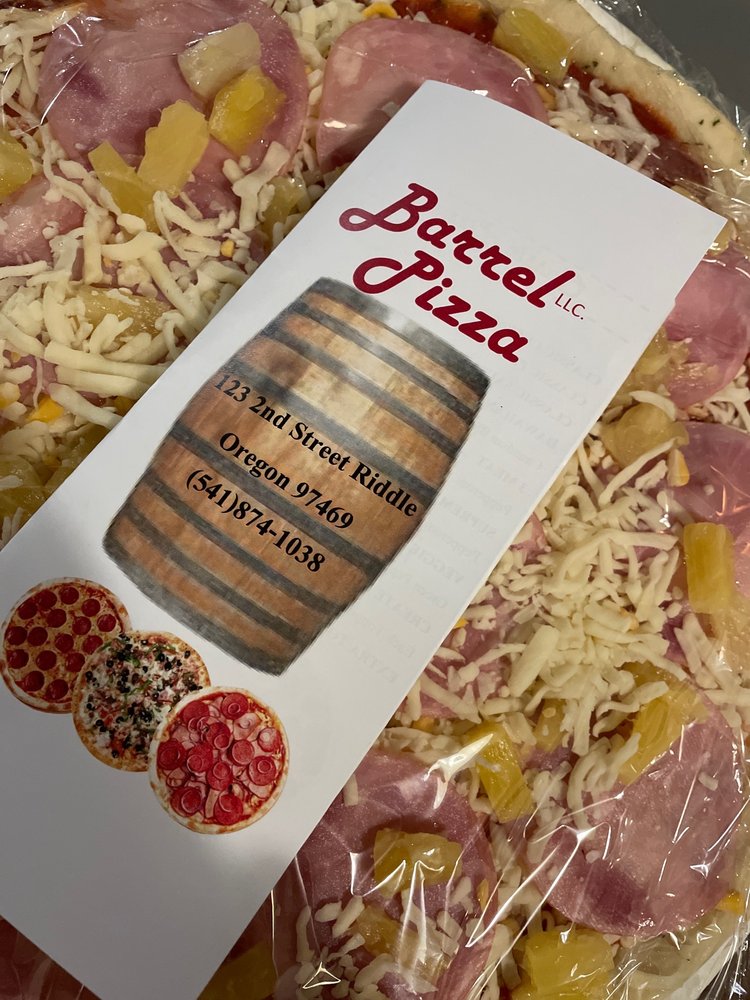 Barrel
Pizza LLC.
123 2nd Street Riddle
Oregon 97469
(541)874-1038